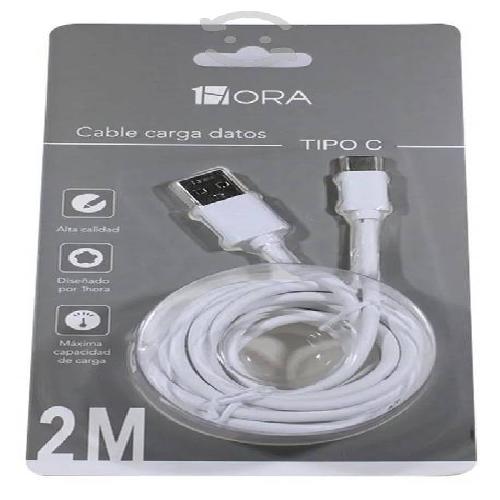 1HORA
Cable carga datos
TIPO C
Alta calidad
Diseñado
por 1hora
Máxima
capacidad
de carga
2M